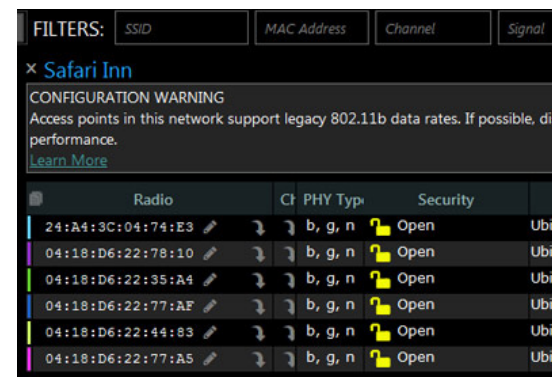 FILTERS: SSID MAC Address Channel Signal
× Safari Inn
CONFIGURATION WARNING
Access points in this network support legacy 802.11b data rates. If possible, di
performance.
Learn More
Radio Ch PHY Type Security
24:A4:3C:04:74:E3 b, g, n Open Ubi
04:18:D6:22:78:10 b, g, n Open Ubi
04:18:D6:22:35:A4 b, g, n Open Ubi
04:18:D6:22:77:AF b, g, n Open Ubi
04:18:D6:22:44:83 b, g, n Open Ubi
04:18:D6:22:77:A5 b, g, n Open Ubi